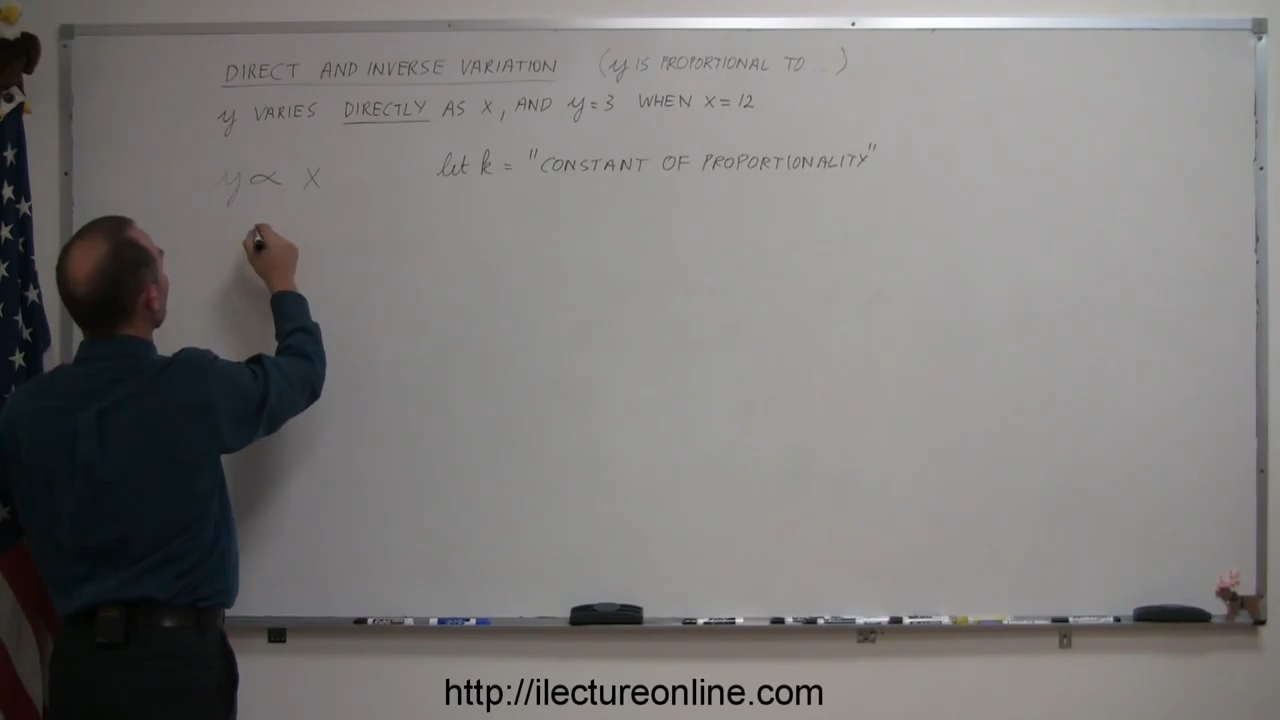 DIRECT AND INVERSE VARIATION (y IS PROPORTIONAL TO ...)
y VARIES DIRECTLY AS X, AND y=3 WHEN X=12
let k = "CONSTANT OF PROPORTIONALITY"
y ∝ X
http://ilectureonline.com